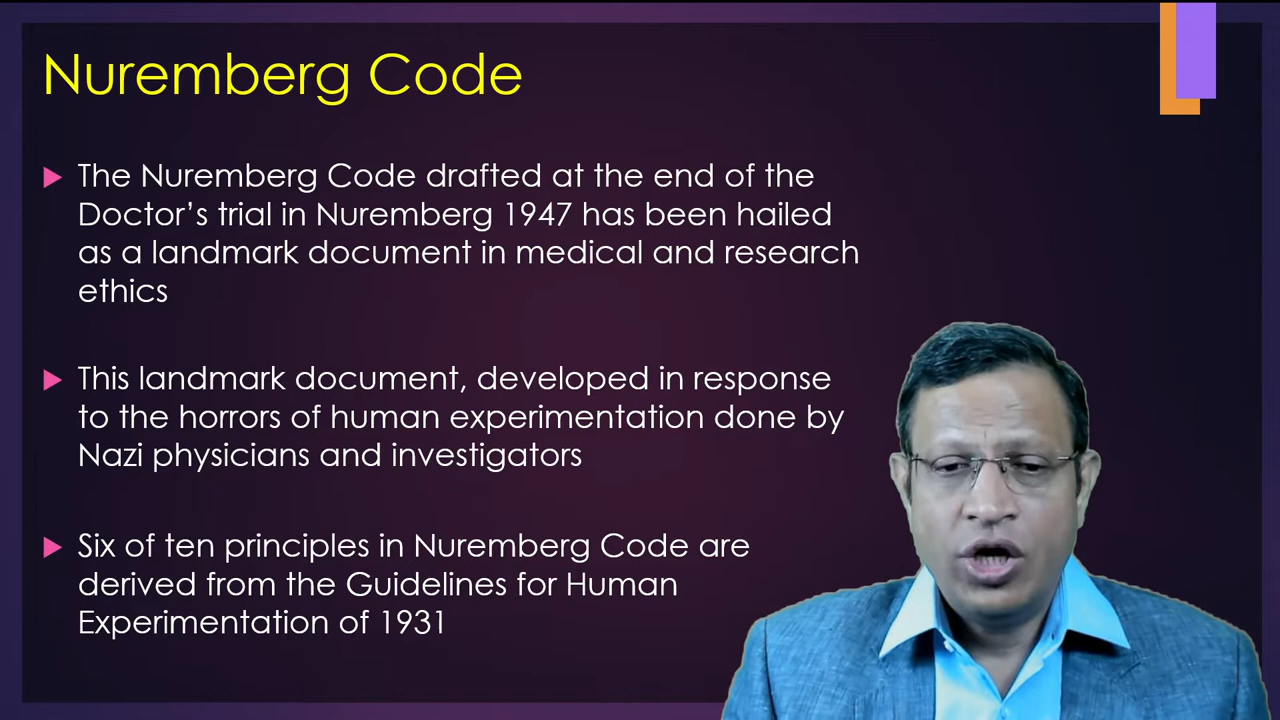 Nuremberg Code
The Nuremberg Code drafted at the end of the
Doctor's trial in Nuremberg 1947 has been hailed
as a landmark document in medical and research
ethics
This landmark document, developed in response
to the horrors of human experimentation done by
Nazi physicians and investigators
Six of ten principles in Nuremberg Code are
derived from the Guidelines for Human
Experimentation of 1931